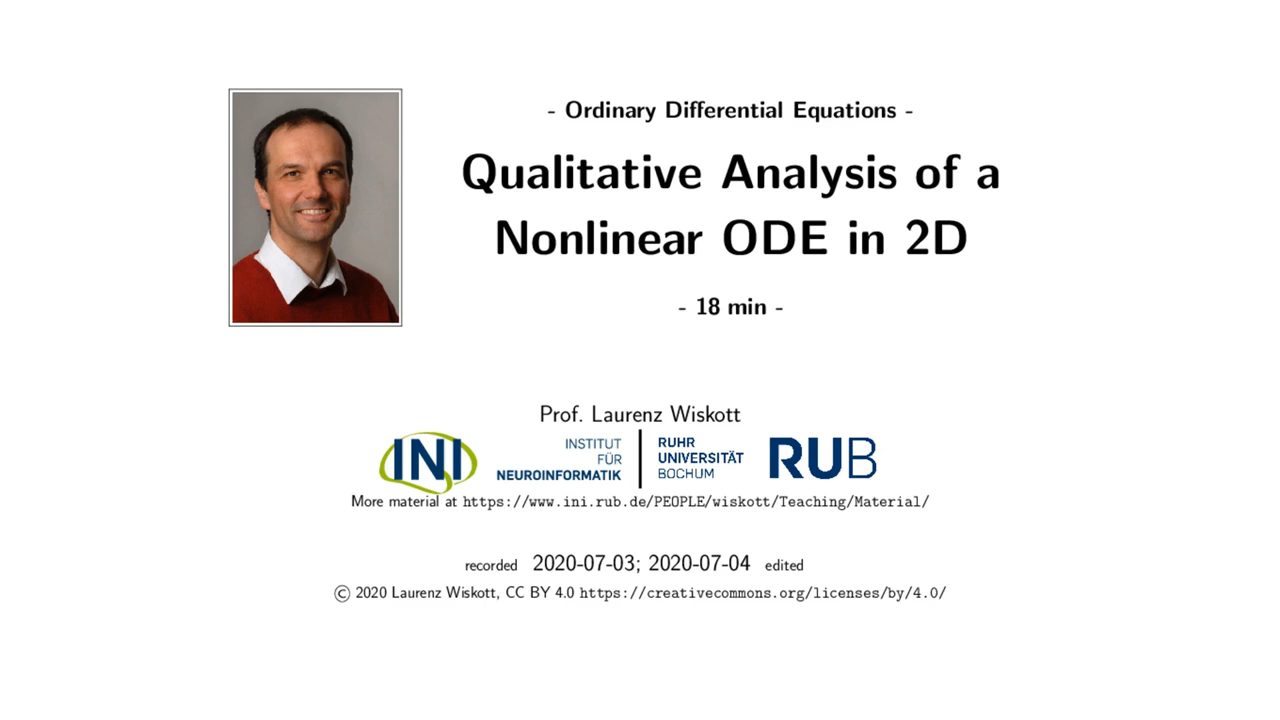 - Ordinary Differential Equations -
Qualitative Analysis of a
Nonlinear ODE in 2D
- 18 min -
Prof. Laurenz Wiskott
INI
INSTITUT
FÜR
NEUROINFORMATIK
RUHR
UNIVERSITÄT
BOCHUM
RUB
More material at https://www.ini.rub.de/PEOPLE/wiskott/Teaching/Material/
recorded 2020-07-03; 2020-07-04 edited
© 2020 Laurenz Wiskott, CC BY 4.0 https://creativecommons.org/licenses/by/4.0/